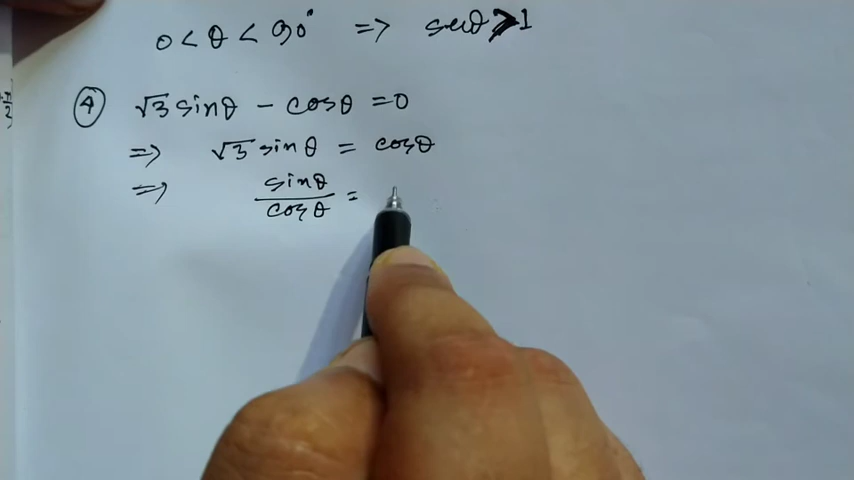 0 < θ < 90° => secθ > 1
④ √3 sinθ - cosθ = 0
=> √3 sinθ = cosθ
=> sinθ/cosθ =